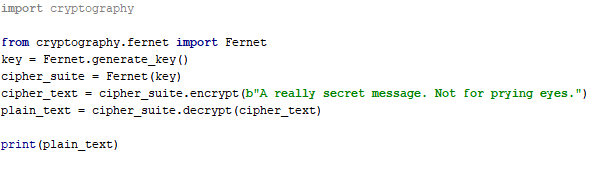 import cryptography
from cryptography.fernet import Fernet
key = Fernet.generate_key()
cipher_suite = Fernet(key)
cipher_text = cipher_suite.encrypt(b"A really secret message. Not for prying eyes.")
plain_text = cipher_suite.decrypt(cipher_text)
print(plain_text)